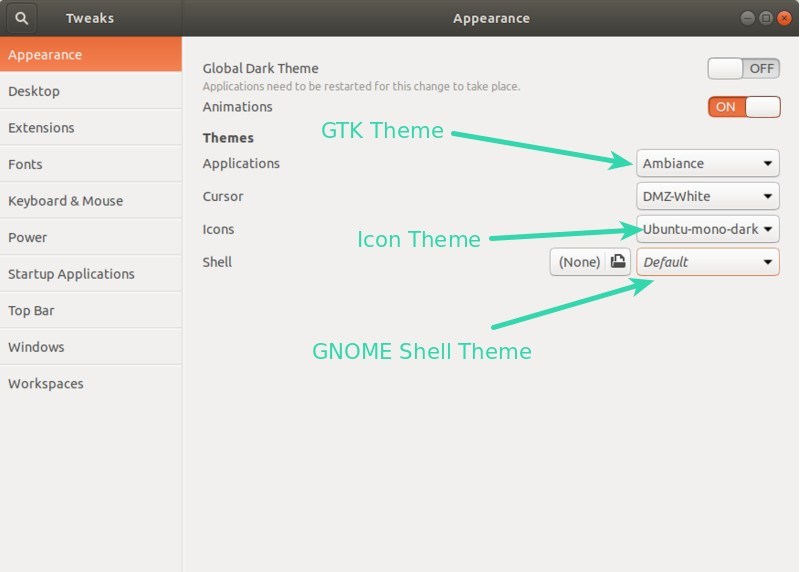 Tweaks
Appearance
Appearance
Desktop
Extensions
Fonts
Keyboard & Mouse
Power
Startup Applications
Top Bar
Windows
Workspaces
Global Dark Theme
OFF
Applications need to be restarted for this change to take place.
Animations
ON
Themes
GTK Theme
Applications
Ambiance
Cursor
DMZ-White
Icons
Ubuntu-mono-dark
Icon Theme
Shell
(None)
Default
GNOME Shell Theme